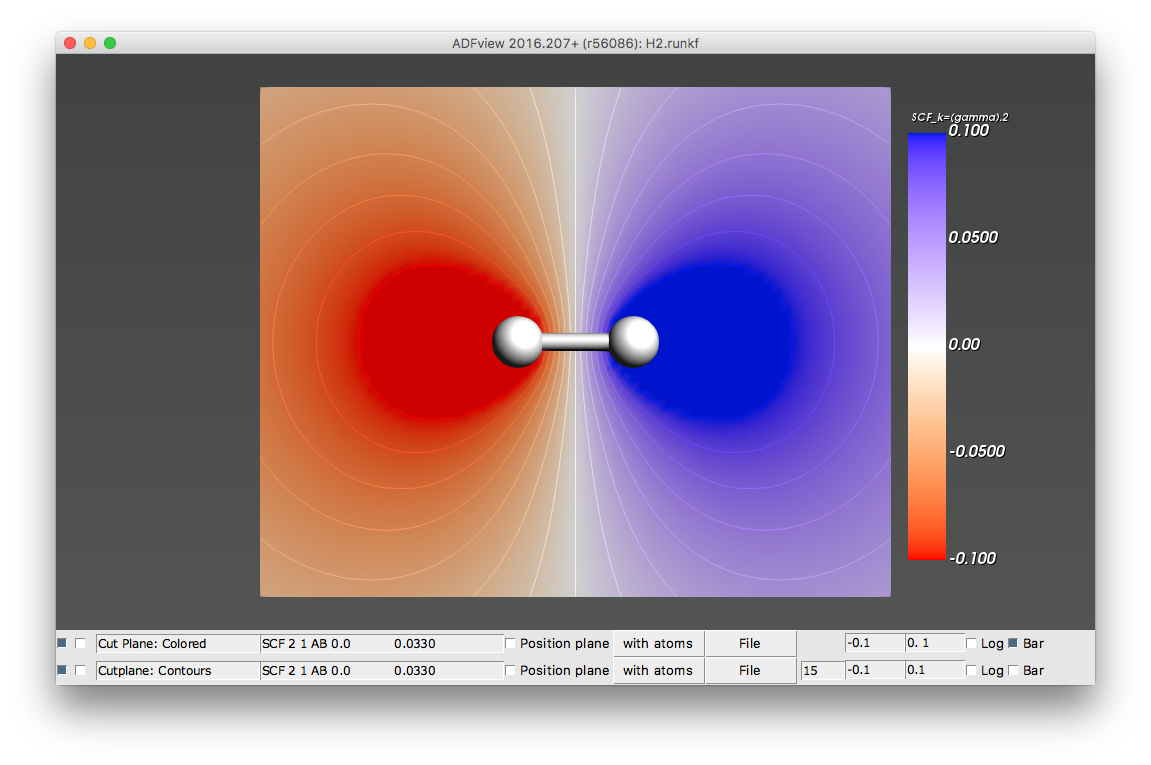 ADFview 2016.207+ (r56086): H2.runkf
SCF_k=(gamma).2
0.100
0.0500
0.00
-0.0500
-0.100
Cut Plane: Colored SCF 2 1 AB 0.0 0.0330 Position plane with atoms File -0.1 0. 1 Log Bar
Cutplane: Contours SCF 2 1 AB 0.0 0.0330 Position plane with atoms File 15 -0.1 0.1 Log Bar